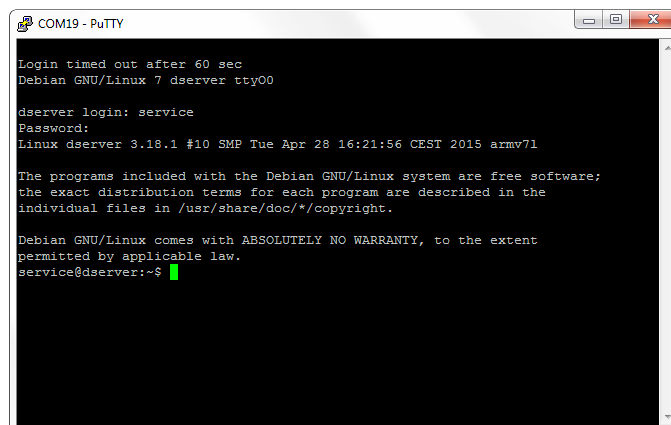 COM19 - PuTTY
Login timed out after 60 sec
Debian GNU/Linux 7 dserver ttyO0
dserver login: service
Password:
Linux dserver 3.18.1 #10 SMP Tue Apr 28 16:21:56 CEST 2015 armv7l
The programs included with the Debian GNU/Linux system are free software;
the exact distribution terms for each program are described in the
individual files in /usr/share/doc/*/copyright.
Debian GNU/Linux comes with ABSOLUTELY NO WARRANTY, to the extent
permitted by applicable law.
service@dserver:~$